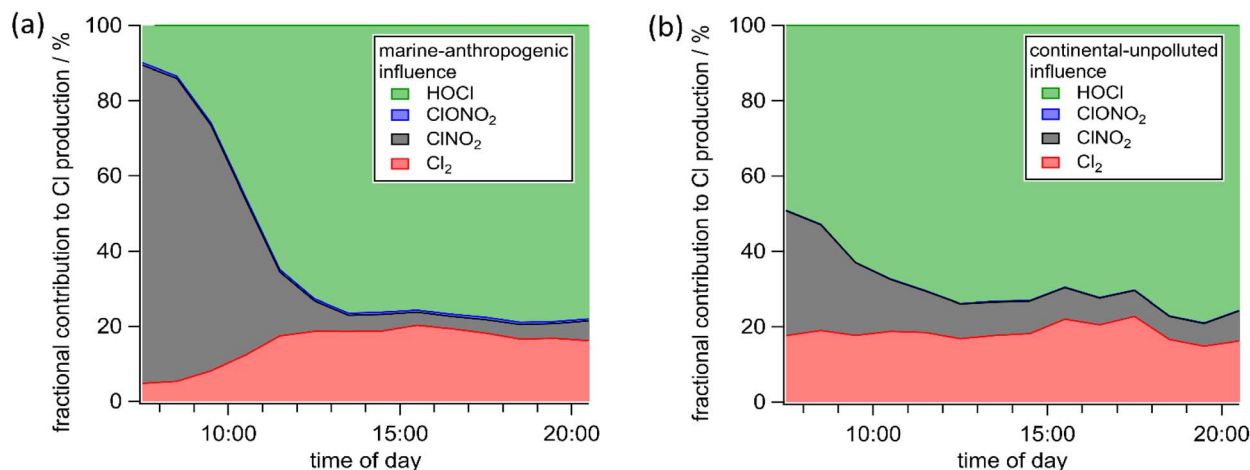 (a)
fractional contribution to Cl production / %
100
80
60
40
20
0
marine-anthropogenic
influence
HOCl
ClONO₂
ClNO₂
Cl₂
10:00 15:00 20:00
time of day
(b)
fractional contribution to Cl production / %
100
80
60
40
20
0
continental-unpolluted
influence
HOCl
ClONO₂
ClNO₂
Cl₂
10:00 15:00 20:00
time of day